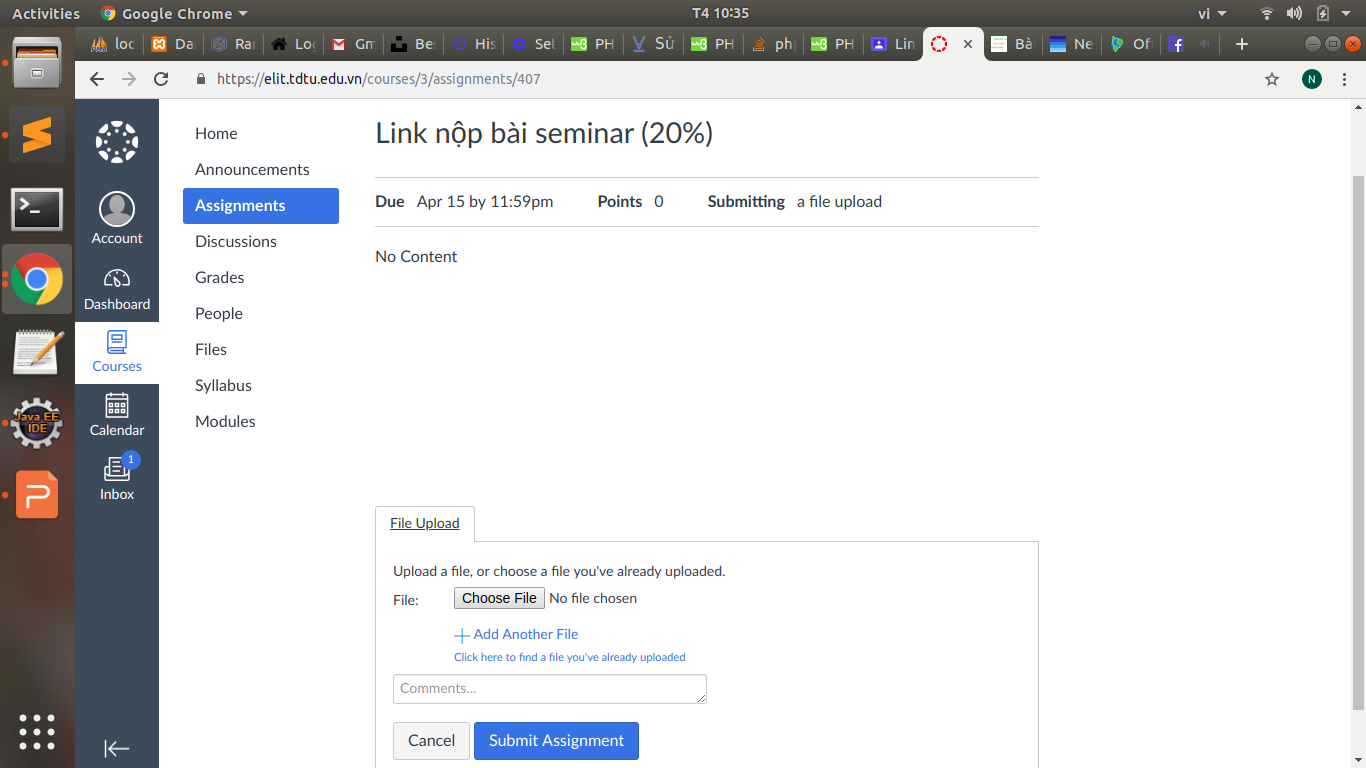 Activities Google Chrome T4 10:35 vi
loc Da Rar Log Gm Bes His Set PH Sử PH ph PH Lin Bà Ne Of
https://elit.tdtu.edu.vn/courses/3/assignments/407 N
Home
Announcements
Assignments
Discussions
Grades
People
Files
Syllabus
Modules
Account
Dashboard
Courses
Calendar
1
Inbox
Java EE
IDE
Link nộp bài seminar (20%)
Due Apr 15 by 11:59pm Points 0 Submitting a file upload
No Content
File Upload
Upload a file, or choose a file you've already uploaded.
File: Choose File No file chosen
Add Another File
Click here to find a file you've already uploaded
Comments...
Cancel Submit Assignment